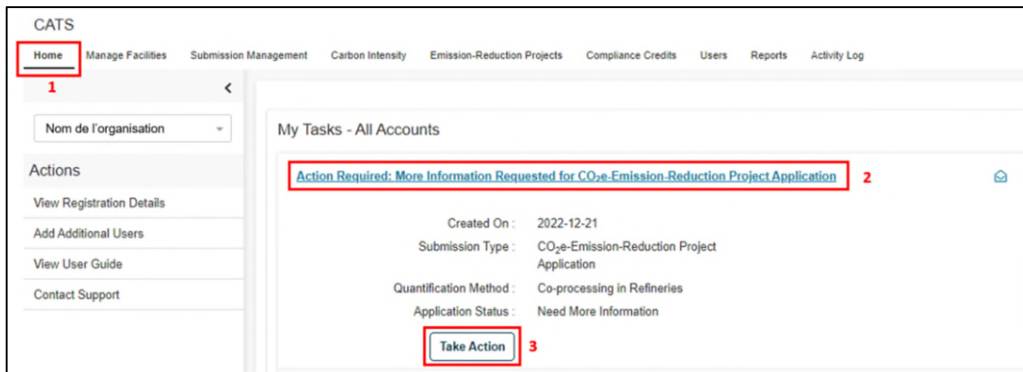 CATS
Home Manage Facilities Submission Management Carbon Intensity Emission-Reduction Projects Compliance Credits Users Reports Activity Log
1
Nom de l'organisation
Actions
View Registration Details
Add Additional Users
View User Guide
Contact Support
My Tasks - All Accounts
Action Required: More Information Requested for CO₂e-Emission-Reduction Project Application 2
Created On : 2022-12-21
Submission Type : CO₂e-Emission-Reduction Project
Application
Quantification Method : Co-processing in Refineries
Application Status : Need More Information
Take Action 3